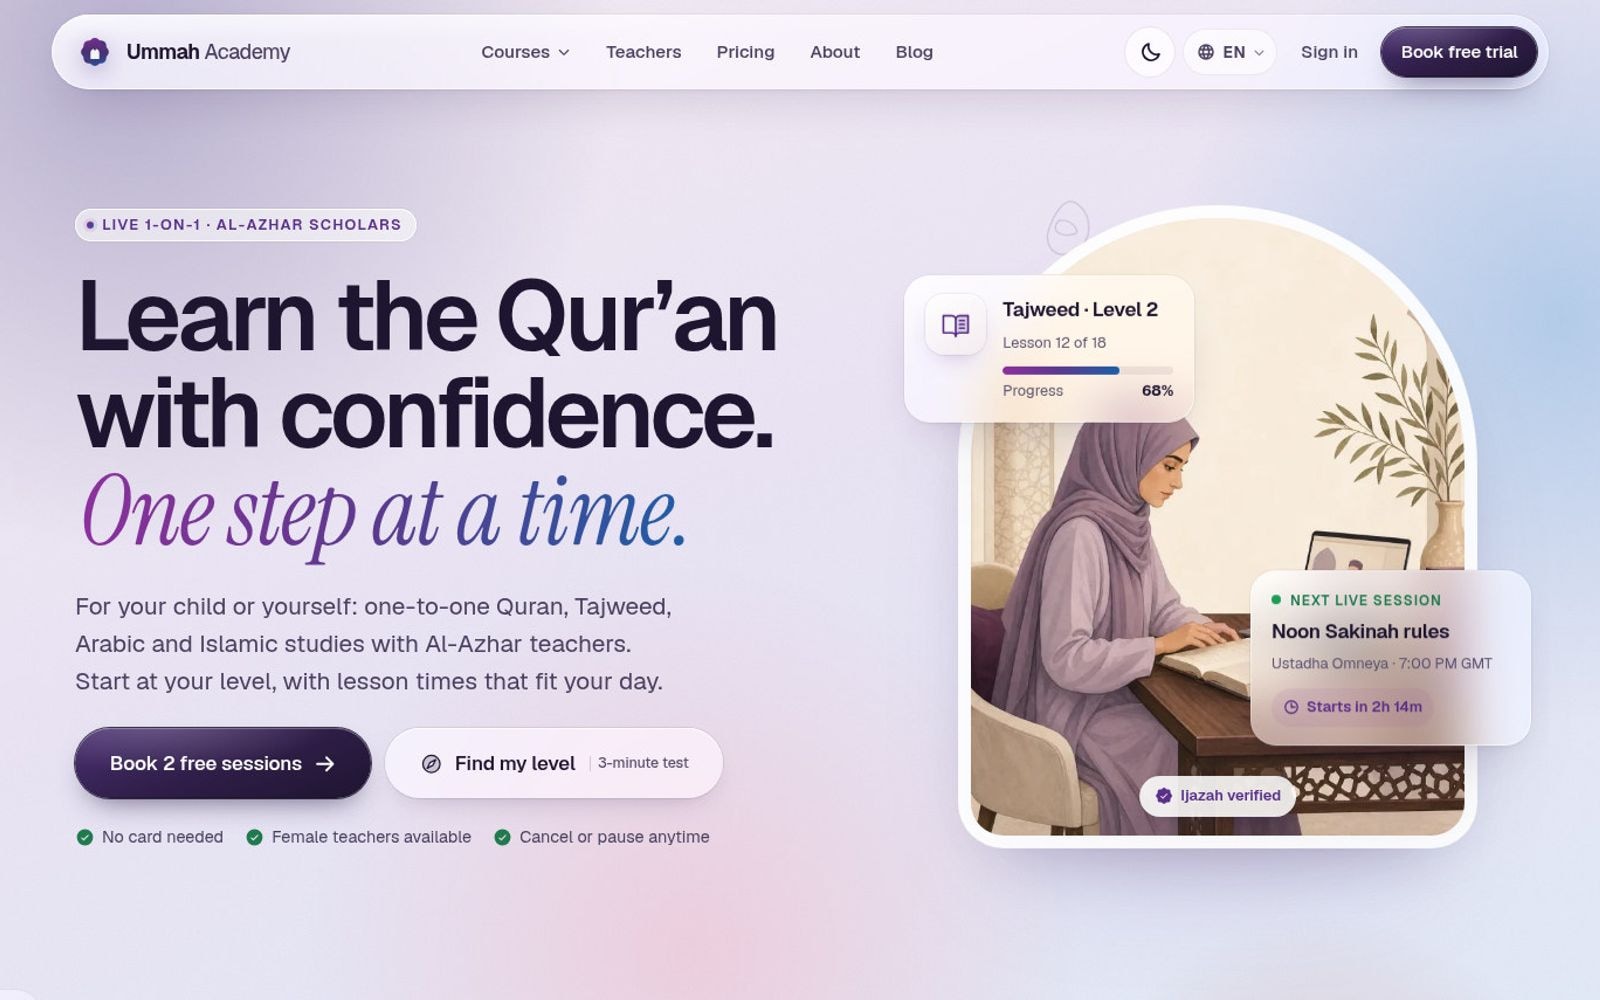 Ummah Academy
Courses
Teachers
Pricing
About
Blog
EN
Sign in
Book free trial
LIVE 1-ON-1 · AL-AZHAR SCHOLARS
Learn the Qur’an
with confidence.
One step at a time.
For your child or yourself: one-to-one Quran, Tajweed,
Arabic and Islamic studies with Al-Azhar teachers.
Start at your level, with lesson times that fit your day.
Book 2 free sessions
Find my level
3-minute test
No card needed
Female teachers available
Cancel or pause anytime
Tajweed · Level 2
Lesson 12 of 18
Progress 68%
NEXT LIVE SESSION
Noon Sakinah rules
Ustadha Omneya · 7:00 PM GMT
Starts in 2h 14m
Ijazah verified